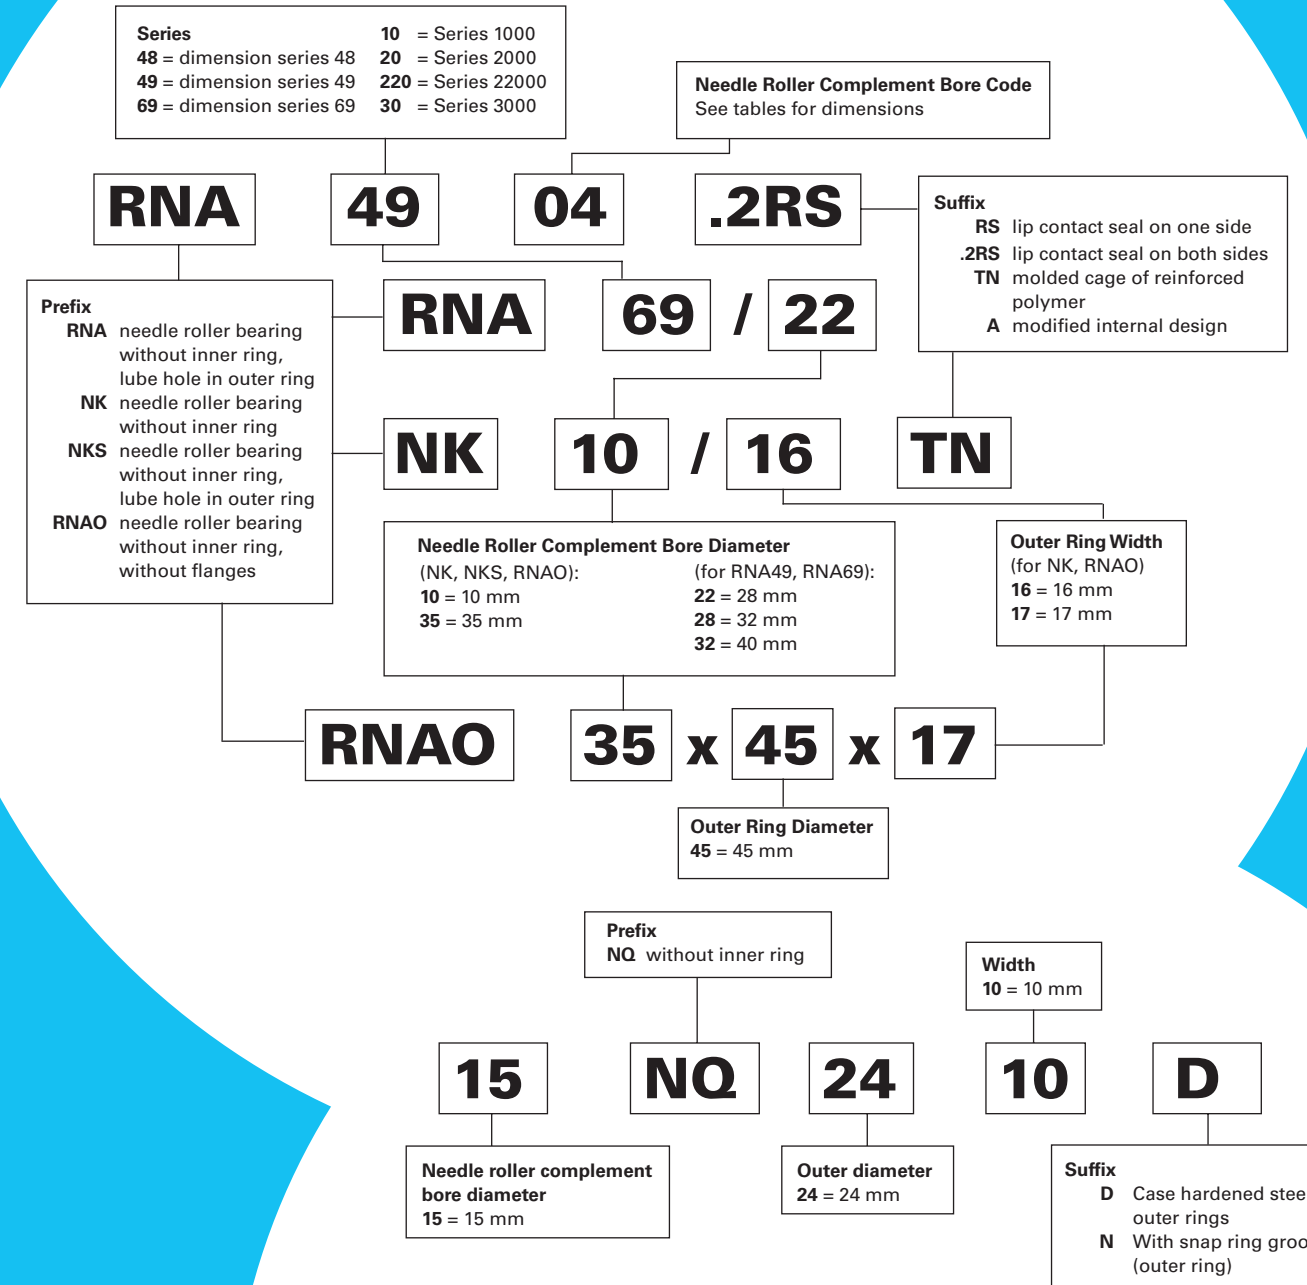 Series
48 = dimension series 48
49 = dimension series 49
69 = dimension series 69
10 = Series 1000
20 = Series 2000
220 = Series 22000
30 = Series 3000
Needle Roller Complement Bore Code
See tables for dimensions
RNA 49 04 .2RS
Suffix
RS lip contact seal on one side
.2RS lip contact seal on both sides
TN molded cage of reinforced
polymer
A modified internal design
Prefix
RNA needle roller bearing
without inner ring,
lube hole in outer ring
NK needle roller bearing
without inner ring
NKS needle roller bearing
without inner ring,
lube hole in outer ring
RNAO needle roller bearing
without inner ring,
without flanges
RNA 69 / 22
NK 10 / 16 TN
Needle Roller Complement Bore Diameter
(NK, NKS, RNAO):
10 = 10 mm
35 = 35 mm
(for RNA49, RNA69):
22 = 28 mm
28 = 32 mm
32 = 40 mm
Outer Ring Width
(for NK, RNAO)
16 = 16 mm
17 = 17 mm
RNAO 35 x 45 x 17
Outer Ring Diameter
45 = 45 mm
Prefix
NQ without inner ring
Width
10 = 10 mm
15 NQ 24 10 D
Needle roller complement
bore diameter
15 = 15 mm
Outer diameter
24 = 24 mm
Suffix
D Case hardened stee
outer rings
N With snap ring groo
(outer ring)